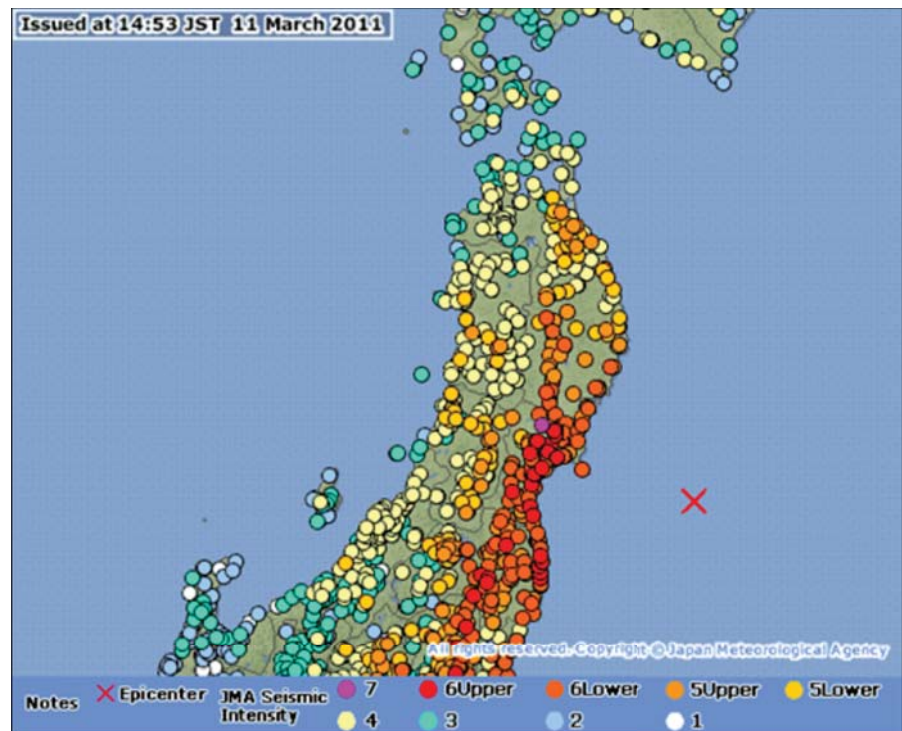 Issued at 14:53 JST 11 March 2011
All rights reserved. Copyright © Japan Meteorological Agency
Notes Epicenter JMA Seismic Intensity 7 6Upper 6Lower 5Upper 5Lower
4 3 2 1